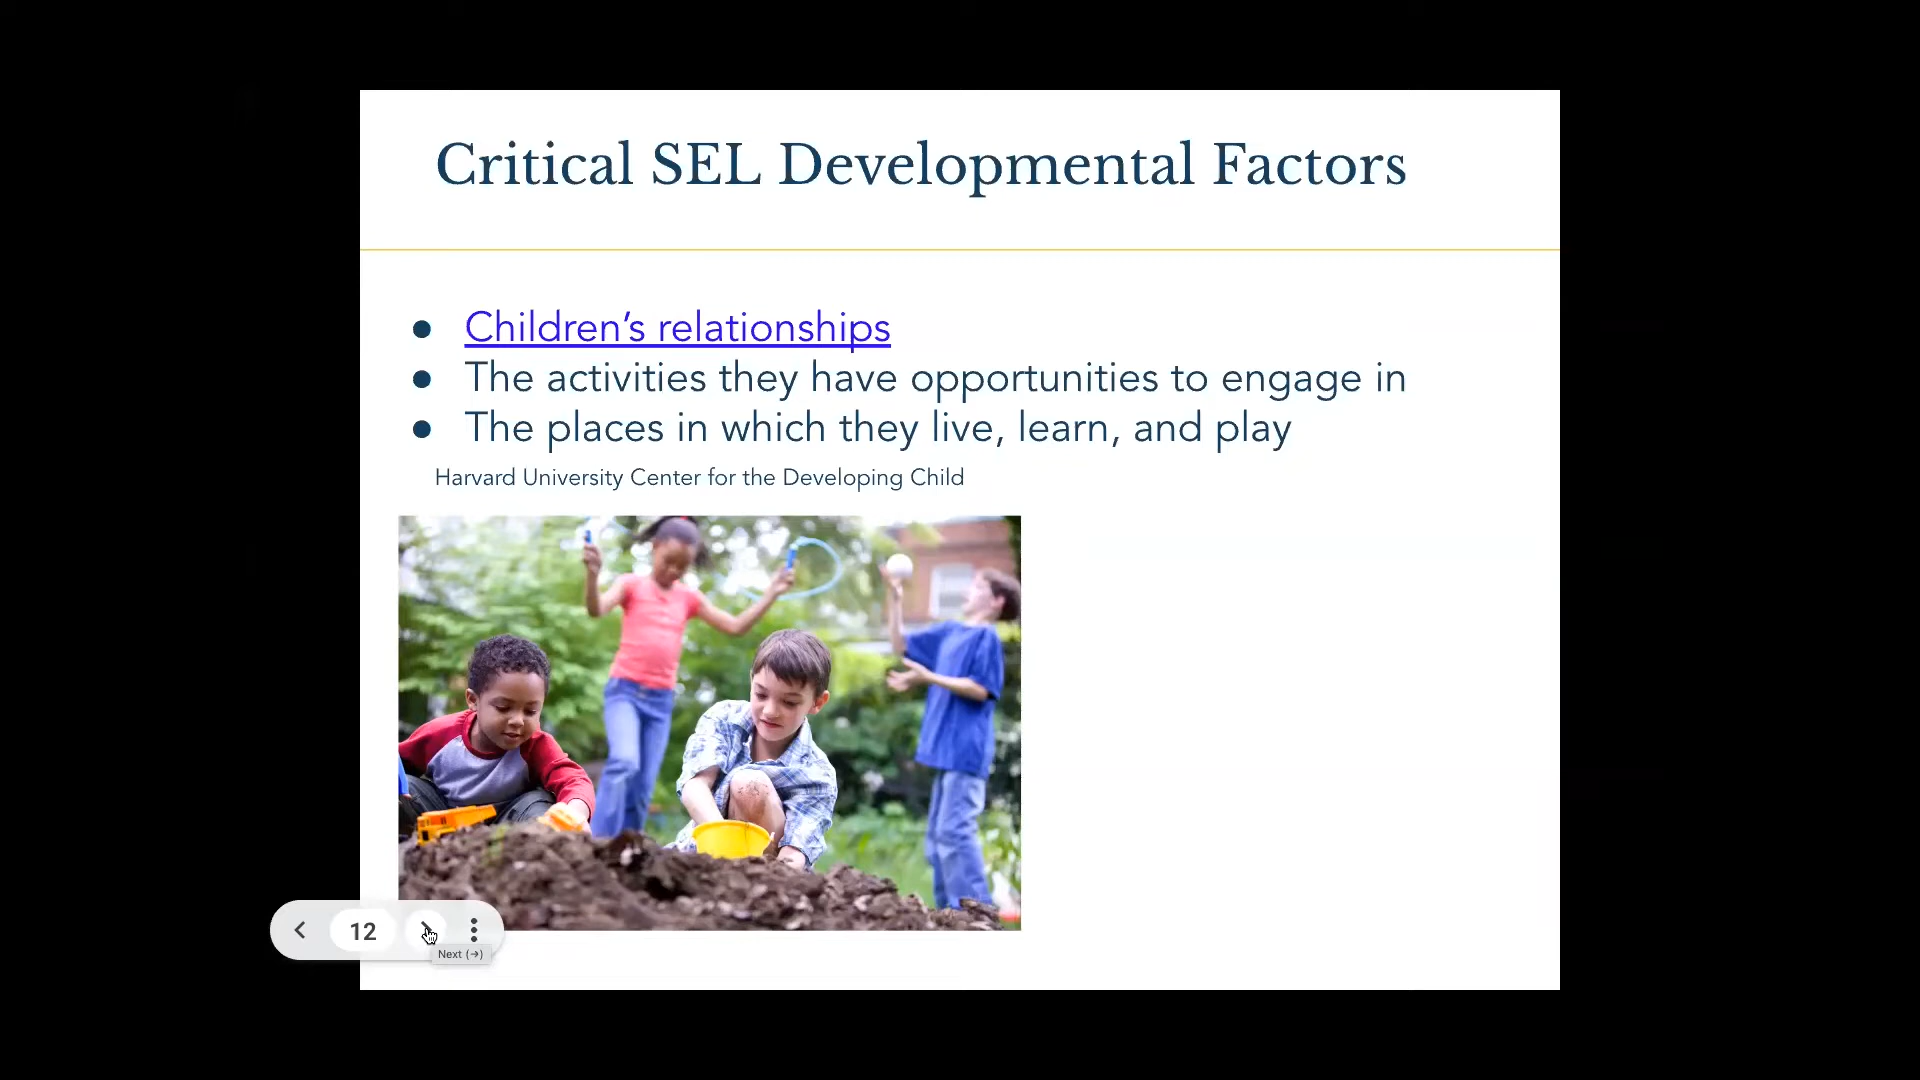 Critical SEL Developmental Factors
● Children’s relationships
● The activities they have opportunities to engage in
● The places in which they live, learn, and play
Harvard University Center for the Developing Child
12
Next (→)